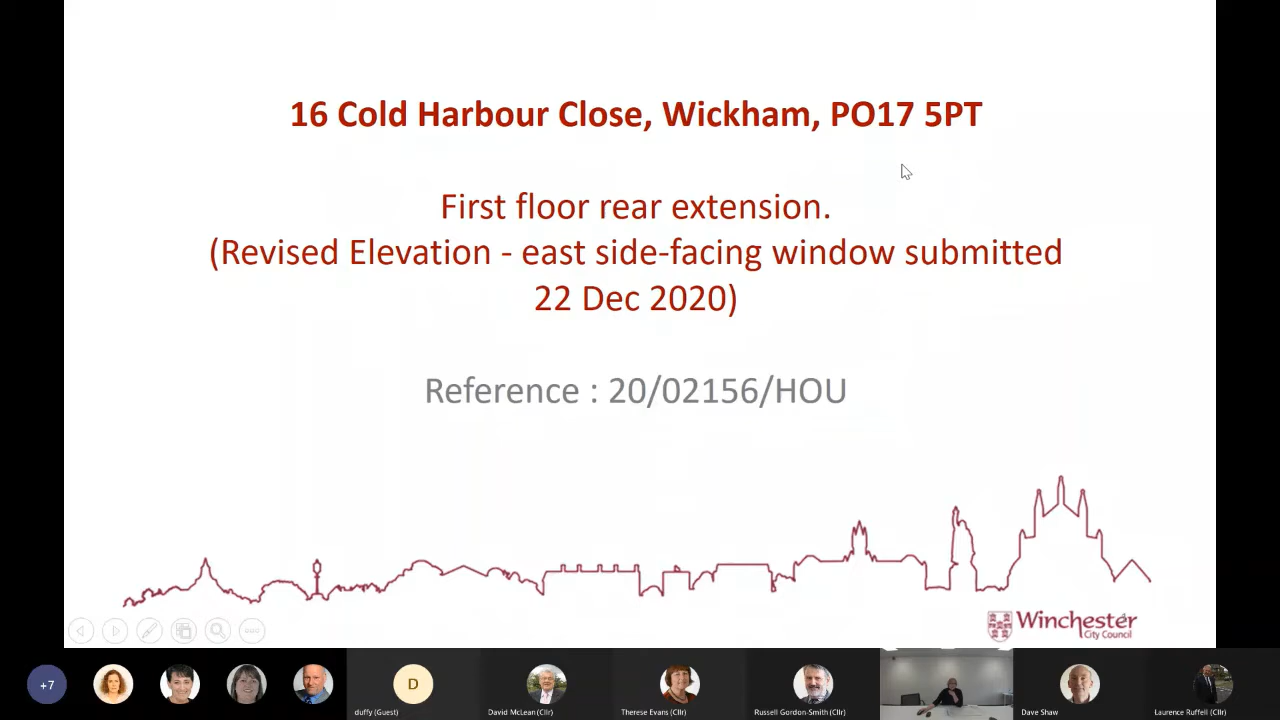 16 Cold Harbour Close, Wickham, PO17 5PT
First floor rear extension.
(Revised Elevation - east side-facing window submitted
22 Dec 2020)
Reference : 20/02156/HOU
Winchester
City Council
+7
D
duffy (Guest)
David McLean (Cllr)
Therese Evans (Cllr)
Russell Gordon-Smith (Cllr)
Dave Shaw
Laurence Ruffell (Cllr)